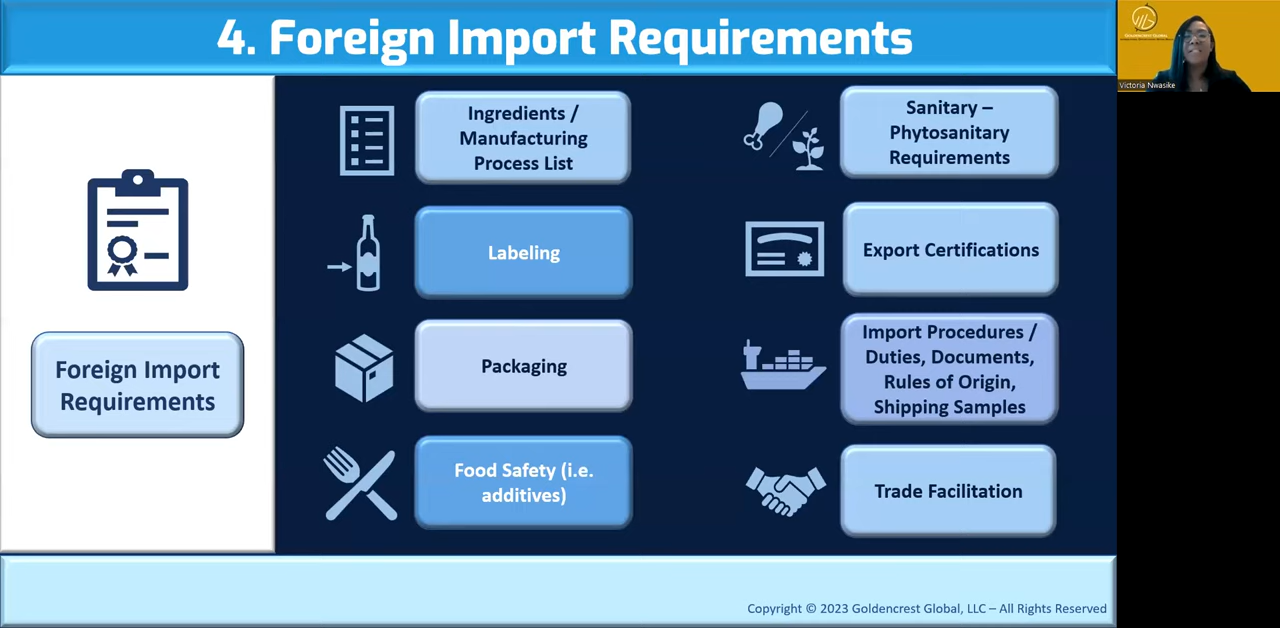 4. Foreign Import Requirements
Foreign Import
Requirements
Ingredients /
Manufacturing
Process List
Labeling
Packaging
Food Safety (i.e.
additives)
Sanitary –
Phytosanitary
Requirements
Export Certifications
Import Procedures /
Duties, Documents,
Rules of Origin,
Shipping Samples
Trade Facilitation
Copyright © 2023 Goldencrest Global, LLC – All Rights Reserved
Victoria Nwasike